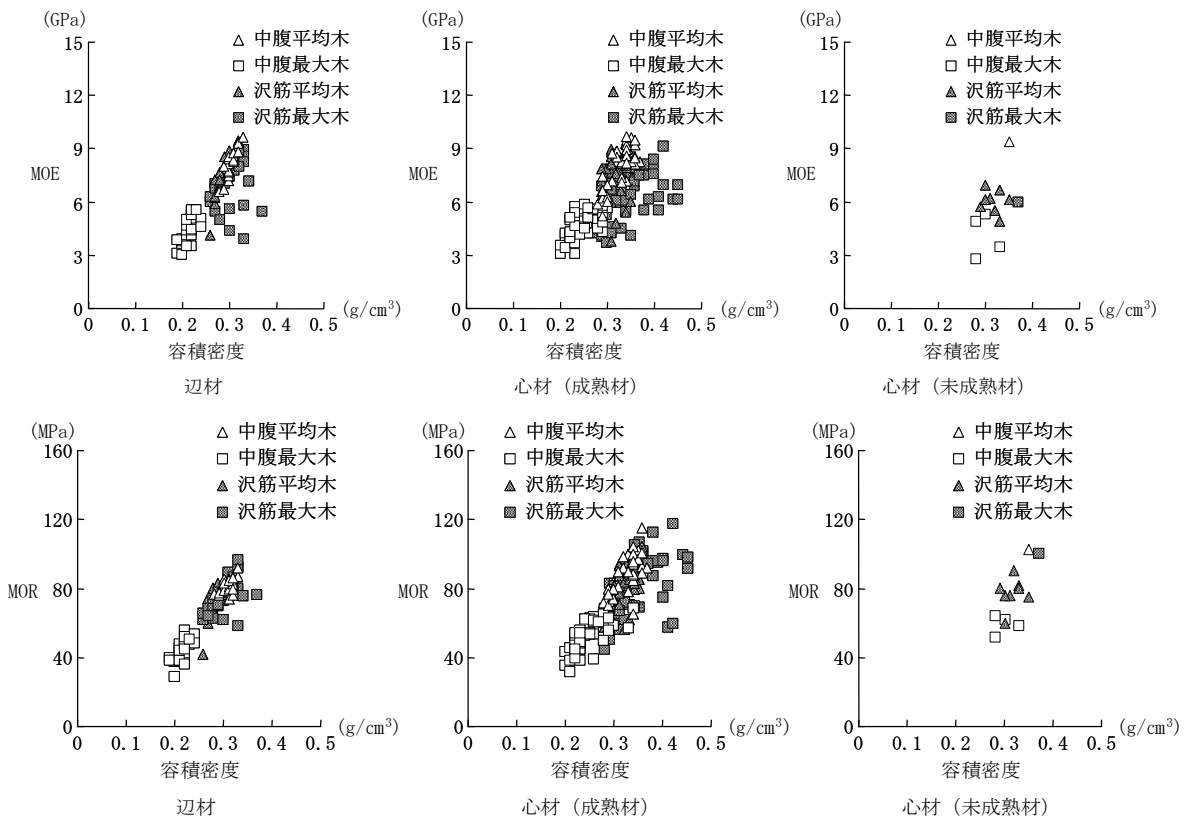 (GPa)
中腹平均木
中腹最大木
沢筋平均木
沢筋最大木
15
12
9
6
3
0
MOE
0 0.1 0.2 0.3 0.4 0.5
(g/cm³)
容積密度
辺材
(GPa)
中腹平均木
中腹最大木
沢筋平均木
沢筋最大木
15
12
9
6
3
0
MOE
0 0.1 0.2 0.3 0.4 0.5
(g/cm³)
容積密度
心材（成熟材）
(GPa)
中腹平均木
中腹最大木
沢筋平均木
沢筋最大木
15
12
9
6
3
0
MOE
0 0.1 0.2 0.3 0.4 0.5
(g/cm³)
容積密度
心材（未成熟材）
(MPa)
中腹平均木
中腹最大木
沢筋平均木
沢筋最大木
160
120
80
40
0
MOR
0 0.1 0.2 0.3 0.4 0.5
(g/cm³)
容積密度
辺材
(MPa)
中腹平均木
中腹最大木
沢筋平均木
沢筋最大木
160
120
80
40
0
MOR
0 0.1 0.2 0.3 0.4 0.5
(g/cm³)
容積密度
心材（成熟材）
(MPa)
中腹平均木
中腹最大木
沢筋平均木
沢筋最大木
160
120
80
40
0
MOR
0 0.1 0.2 0.3 0.4 0.5
(g/cm³)
容積密度
心材（未成熟材）